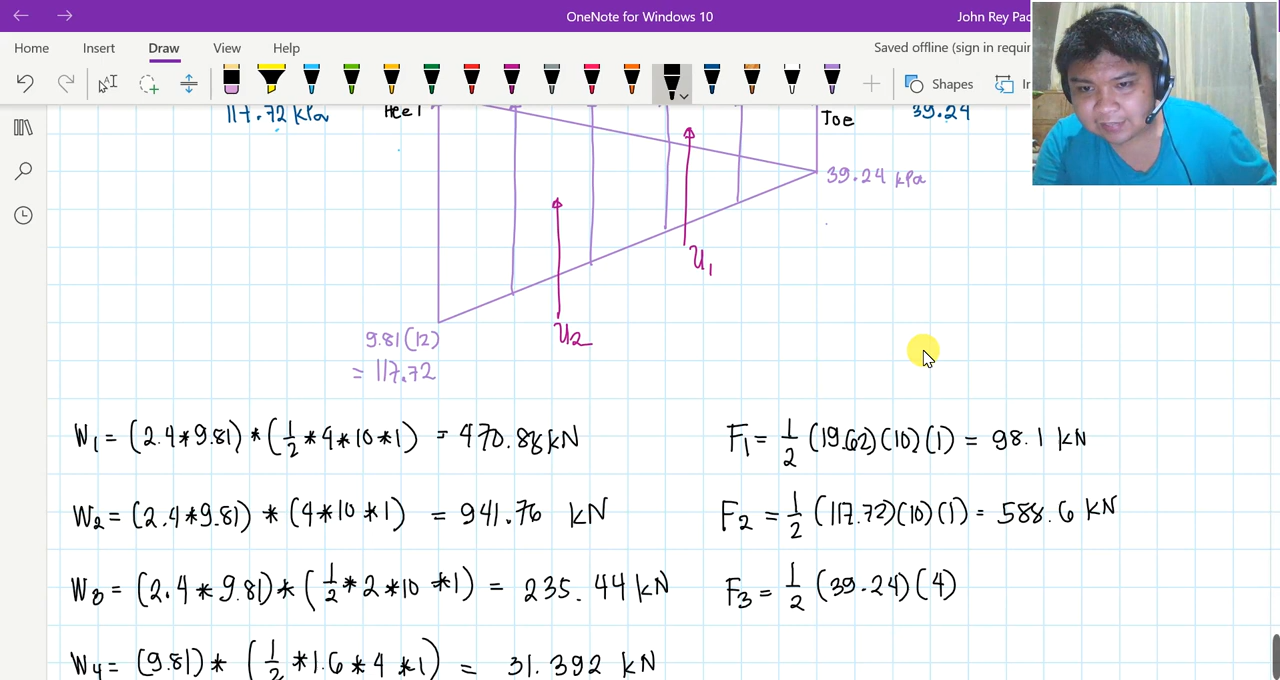 OneNote for Windows 10
John Rey Pac
Home Insert Draw View Help
Saved offline (sign in requir
Shapes
In
117.72 kPa
Heel
Toe
39.24
39.24 kPa
U1
U2
9.81(12)
= 117.72
W1 = (2.4*9.81) * (1/2 * 4 * 10 * 1) = 470.88 kN
F1 = 1/2 (19.62)(10)(1) = 98.1 kN
W2 = (2.4*9.81) * (4*10*1) = 941.76 kN
F2 = 1/2 (117.72)(10)(1) = 588.6 kN
W3 = (2.4*9.81)*(1/2*2*10*1) = 235.44 kN
F3 = 1/2 (39.24)(4)
W4 = (9.81)* (1/2 *1.6*4*1) = 31.392 kN